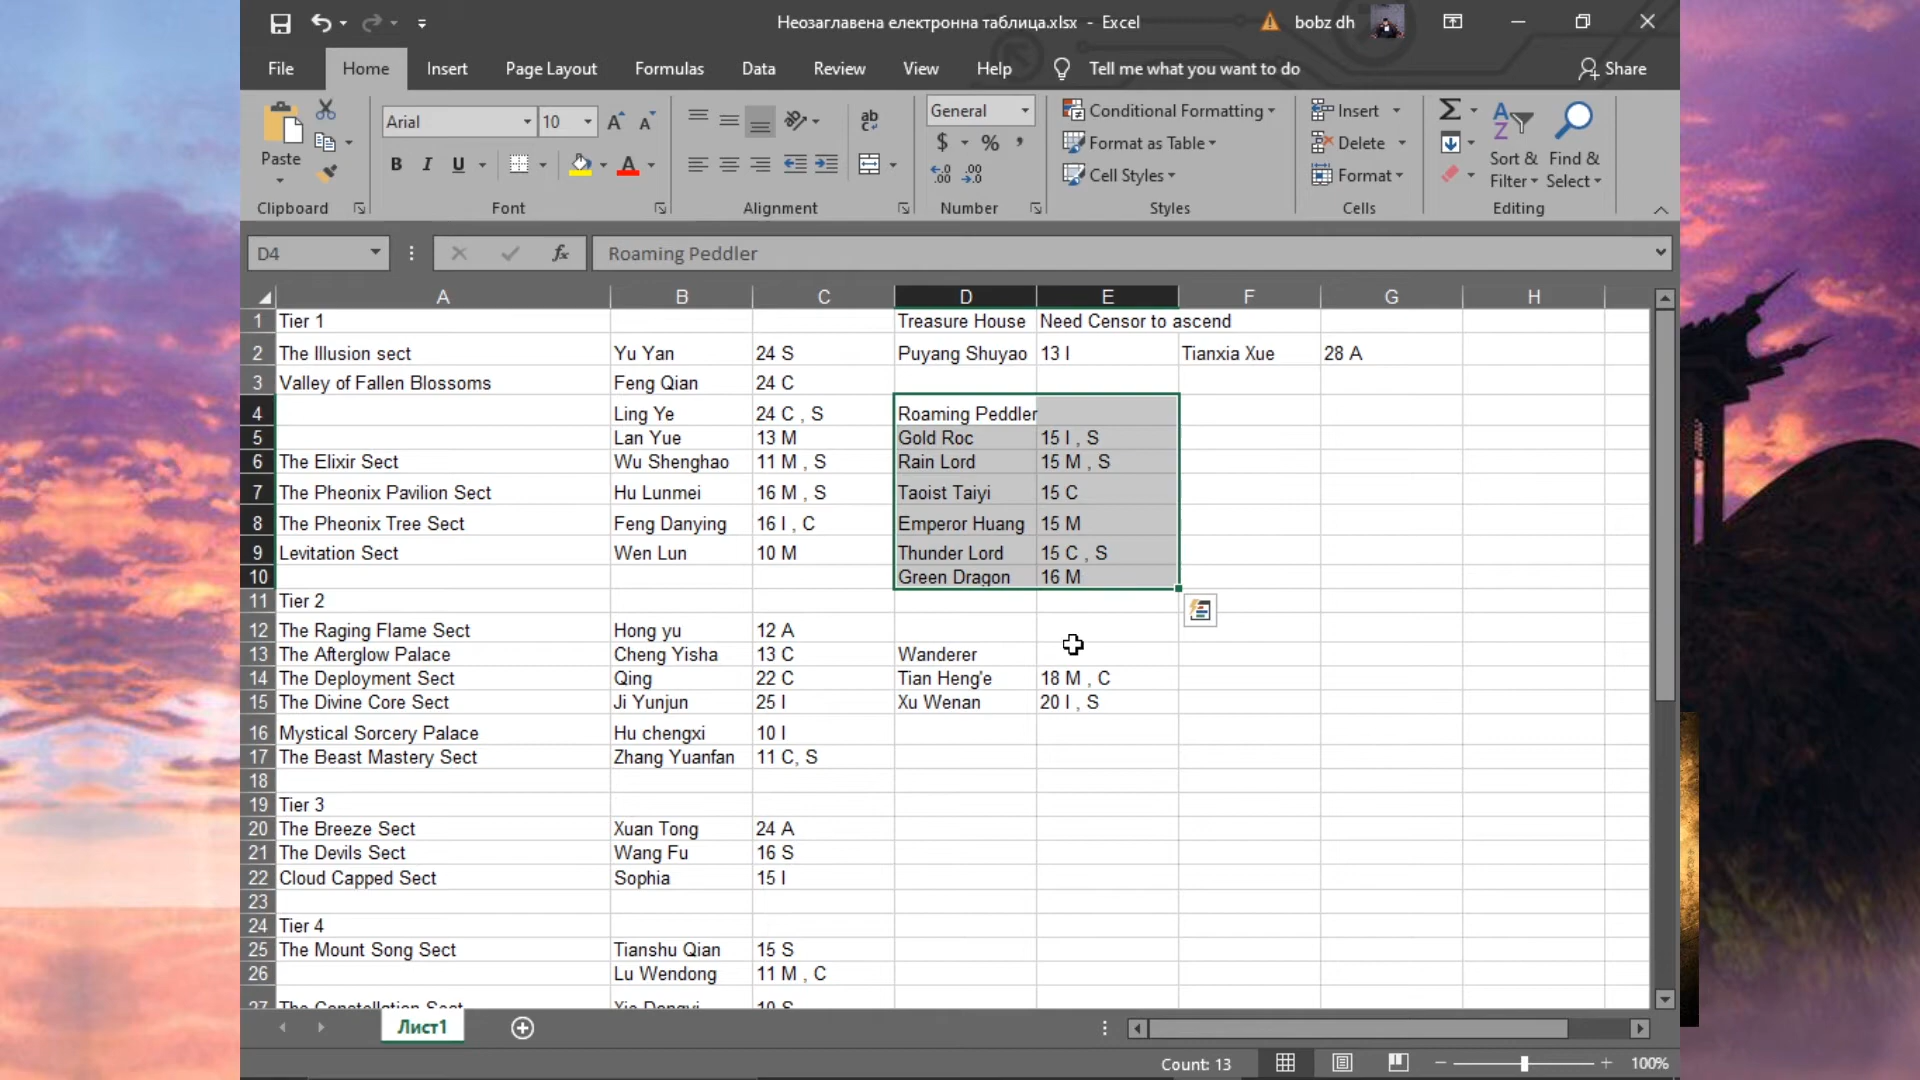 Неозаглавена електронна таблица.xlsx - Excel
bobz dh
File Home Insert Page Layout Formulas Data Review View Help Tell me what you want to do Share
Paste
Clipboard
Arial 10
B I U A
Font
ab
Alignment
General
$ % ,
Number
Conditional Formatting
Format as Table
Cell Styles
Styles
Insert
Delete
Format
Cells
Sort & Filter
Find & Select
Editing
D4 fx Roaming Peddler
A B C D E F G H
1 Tier 1 Treasure House Need Censor to ascend
2 The Illusion sect Yu Yan 24 S Puyang Shuyao 13 I Tianxia Xue 28 A
3 Valley of Fallen Blossoms Feng Qian 24 C
4 Ling Ye 24 C , S Roaming Peddler
5 Lan Yue 13 M Gold Roc 15 I , S
6 The Elixir Sect Wu Shenghao 11 M , S Rain Lord 15 M , S
7 The Pheonix Pavilion Sect Hu Lunmei 16 M , S Taoist Taiyi 15 C
8 The Pheonix Tree Sect Feng Danying 16 I , C Emperor Huang 15 M
9 Levitation Sect Wen Lun 10 M Thunder Lord 15 C , S
10 Green Dragon 16 M
11 Tier 2
12 The Raging Flame Sect Hong yu 12 A
13 The Afterglow Palace Cheng Yisha 13 C Wanderer
14 The Deployment Sect Qing 22 C Tian Heng'e 18 M , C
15 The Divine Core Sect Ji Yunjun 25 I Xu Wenan 20 I , S
16 Mystical Sorcery Palace Hu chengxi 10 I
17 The Beast Mastery Sect Zhang Yuanfan 11 C, S
18
19 Tier 3
20 The Breeze Sect Xuan Tong 24 A
21 The Devils Sect Wang Fu 16 S
22 Cloud Capped Sect Sophia 15 I
23
24 Tier 4
25 The Mount Song Sect Tianshu Qian 15 S
26 Lu Wendong 11 M , C
27 The Constellation Sect
Лист1
Count: 13 100%